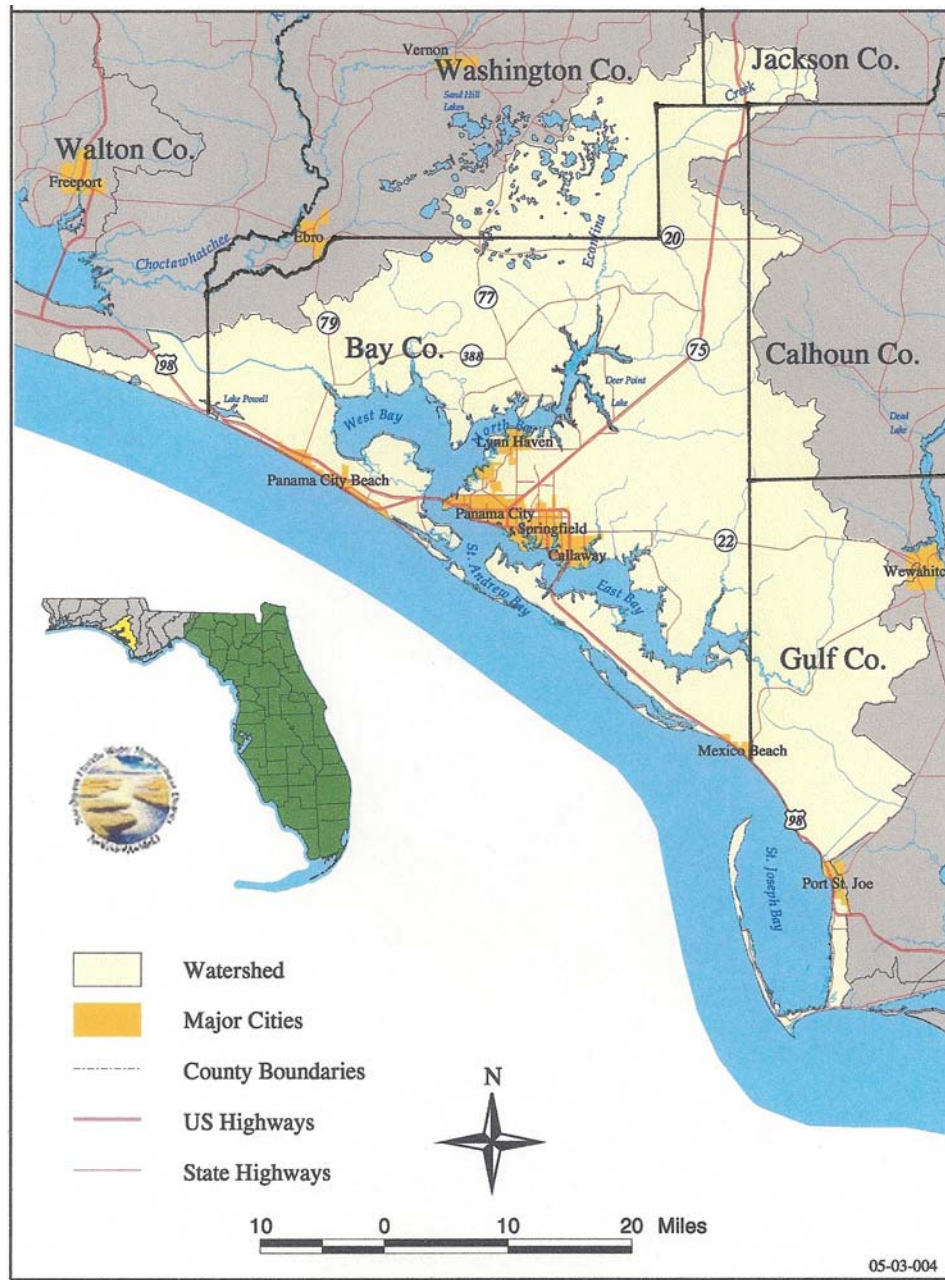 Vernon
Washington Co.
Jackson Co.
Sand Hill
Lakes
Creek
Walton Co.
Freeport
Ebro
Choctawhatchee
Econfina
20
77
79
Bay Co.
388
75
98
Calhoun Co.
Lake Powell
West Bay
North Bay
Deer Point
Lake
Dead
Lake
Lynn Haven
Panama City Beach
Panama City
Springfield
Callaway
22
St. Andrew Bay
East Bay
Wewahitc
Gulf Co.
Mexico Beach
98
St. Joseph Bay
Port St. Joe
Watershed
Major Cities
County Boundaries
US Highways
State Highways
N
10 0 10 20 Miles
05-03-004